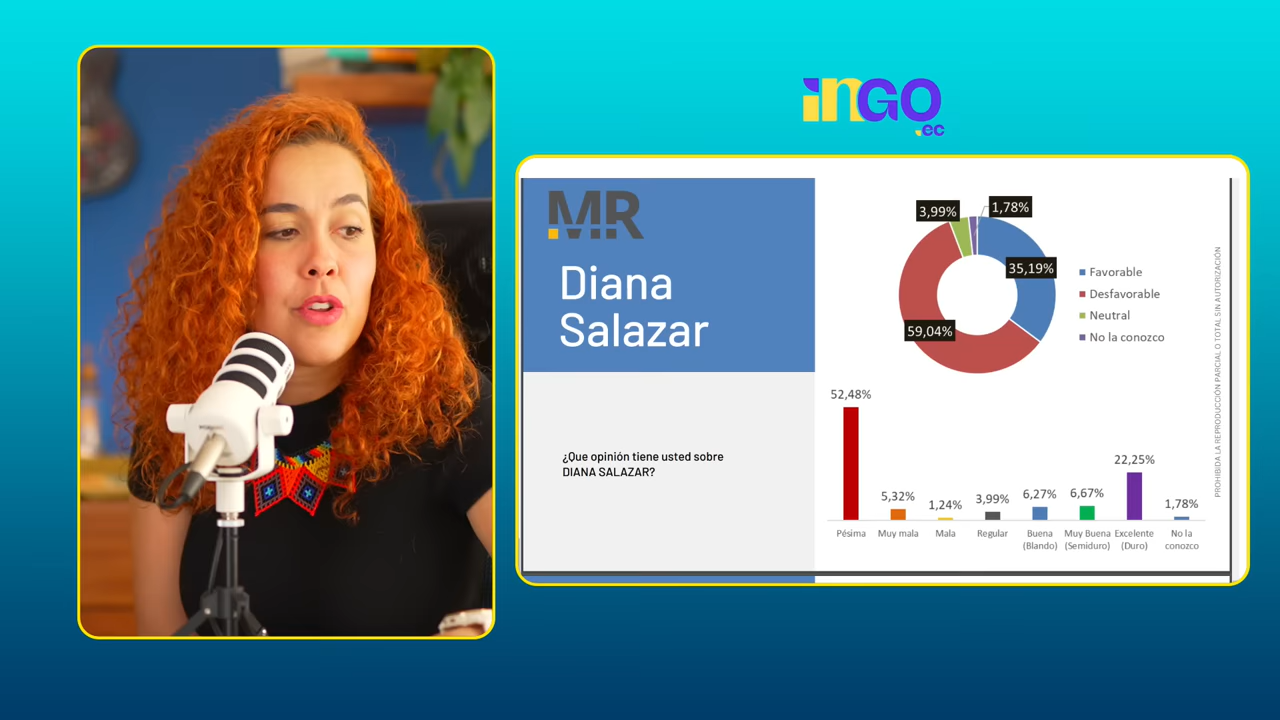 inGO
.ec
MR
Diana
Salazar
¿Que opinión tiene usted sobre
DIANA SALAZAR?
3,99%
1,78%
35,19%
59,04%
Favorable
Desfavorable
Neutral
No la conozco
52,48%
5,32%
1,24%
3,99%
6,27%
6,67%
22,25%
1,78%
Pésima
Muy mala
Mala
Regular
Buena
(Blando)
Muy Buena
(Semiduro)
Excelente
(Duro)
No la
conozco
PROHIBIDA LA REPRODUCCIÓN PARCIAL O TOTAL SIN AUTORIZACIÓN